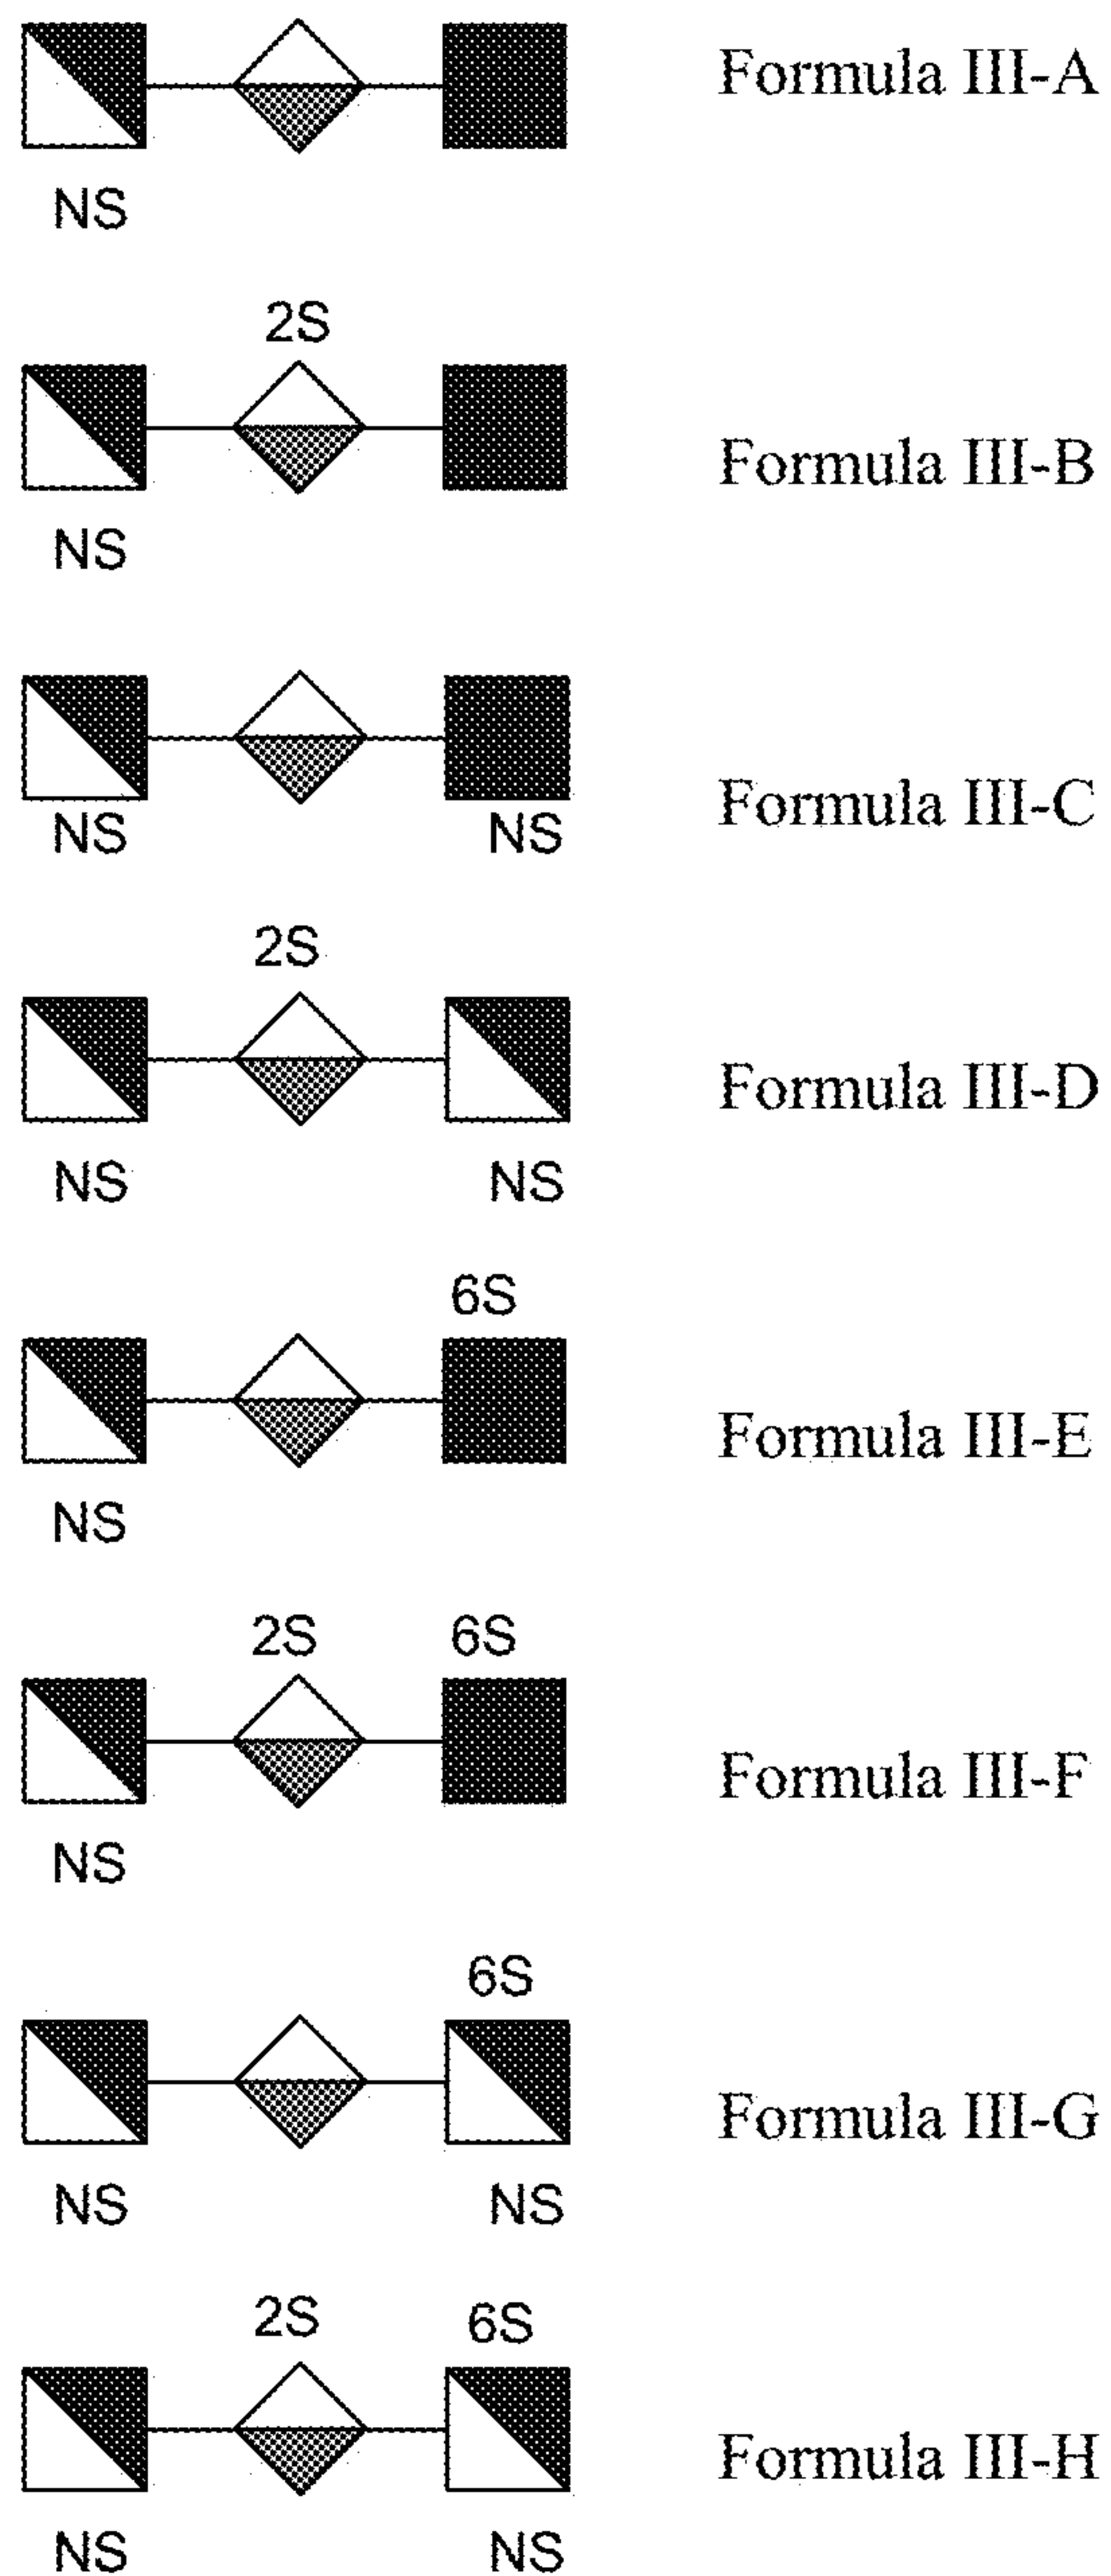 Formula III-A
NS
2S
Formula III-B
NS
Formula III-C
NS NS
2S
Formula III-D
NS NS
6S
Formula III-E
NS
2S 6S
Formula III-F
NS
6S
Formula III-G
NS NS
2S 6S
Formula III-H
NS NS